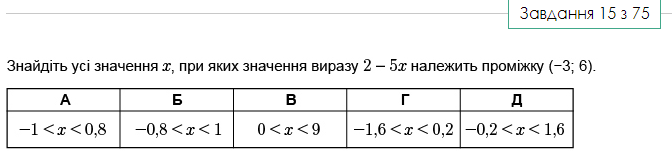 Завдання 15 з 75
Знайдіть усі значення x, при яких значення виразу 2 − 5x належить проміжку (−3; 6).
А Б В Г Д
−1 < x < 0,8 −0,8 < x < 1 0 < x < 9 −1,6 < x < 0,2 −0,2 < x < 1,6